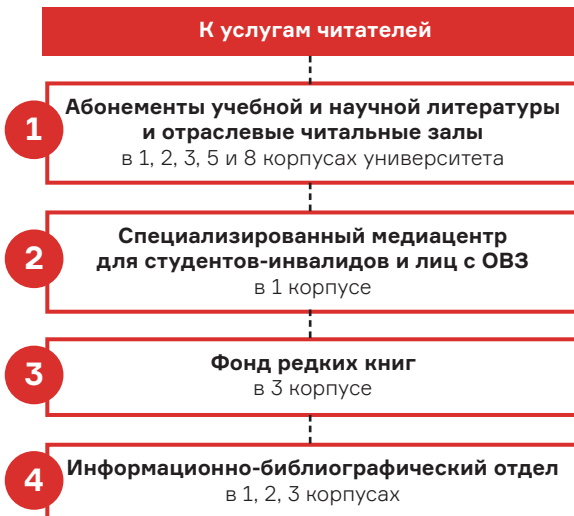 К услугам читателей
1
Абонементы учебной и научной литературы
и отраслевые читальные залы
в 1, 2, 3, 5 и 8 корпусах университета
2
Специализированный медиацентр
для студентов-инвалидов и лиц с ОВЗ
в 1 корпусе
3
Фонд редких книг
в 3 корпусе
4
Информационно-библиографический отдел
в 1, 2, 3 корпусах